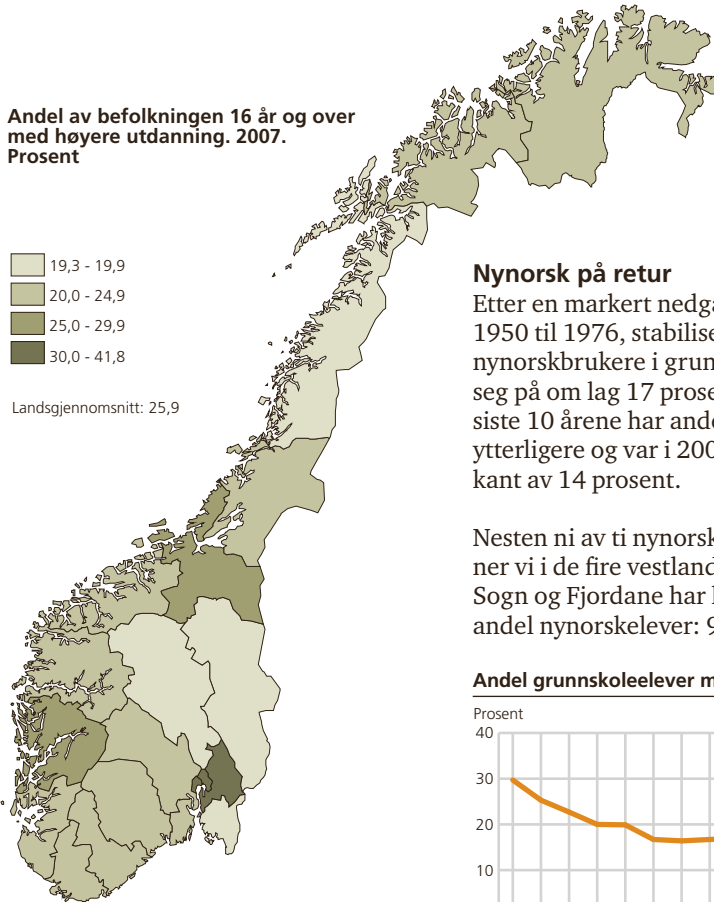 Andel av befolkningen 16 år og over
med høyere utdanning. 2007.
Prosent
19,3 - 19,9
20,0 - 24,9
25,0 - 29,9
30,0 - 41,8
Landsgjennomsnitt: 25,9
Nynorsk på retur
Etter en markert nedga
1950 til 1976, stabilise
nynorskbrukere i grun
seg på om lag 17 prose
siste 10 årene har ande
ytterligere og var i 200
kant av 14 prosent.
Nesten ni av ti nynorsk
ner vi i de fire vestland
Sogn og Fjordane har
andel nynorskelever: 9
Andel grunnskoleelever m
Prosent
40
30
20
10